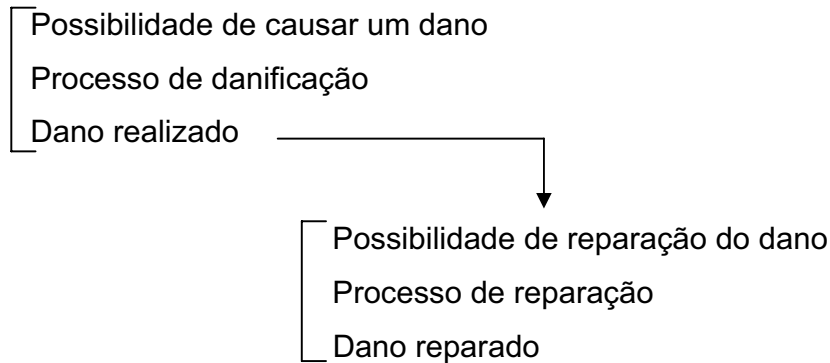 Possibilidade de causar um dano
Processo de danificação
Dano realizado
Possibilidade de reparação do dano
Processo de reparação
Dano reparado